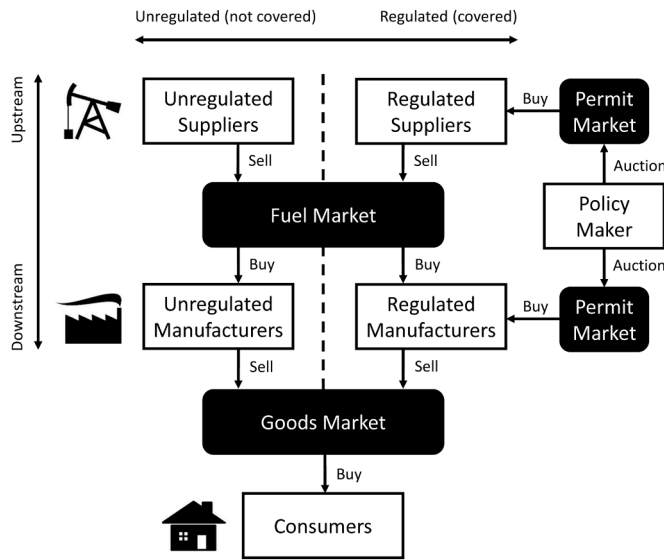 Unregulated (not covered)
Regulated (covered)
Upstream
Downstream
Unregulated
Suppliers
Regulated
Suppliers
Buy
Permit
Market
Sell
Sell
Auction
Fuel Market
Policy
Maker
Buy
Buy
Auction
Unregulated
Manufacturers
Regulated
Manufacturers
Buy
Permit
Market
Sell
Sell
Goods Market
Buy
Consumers